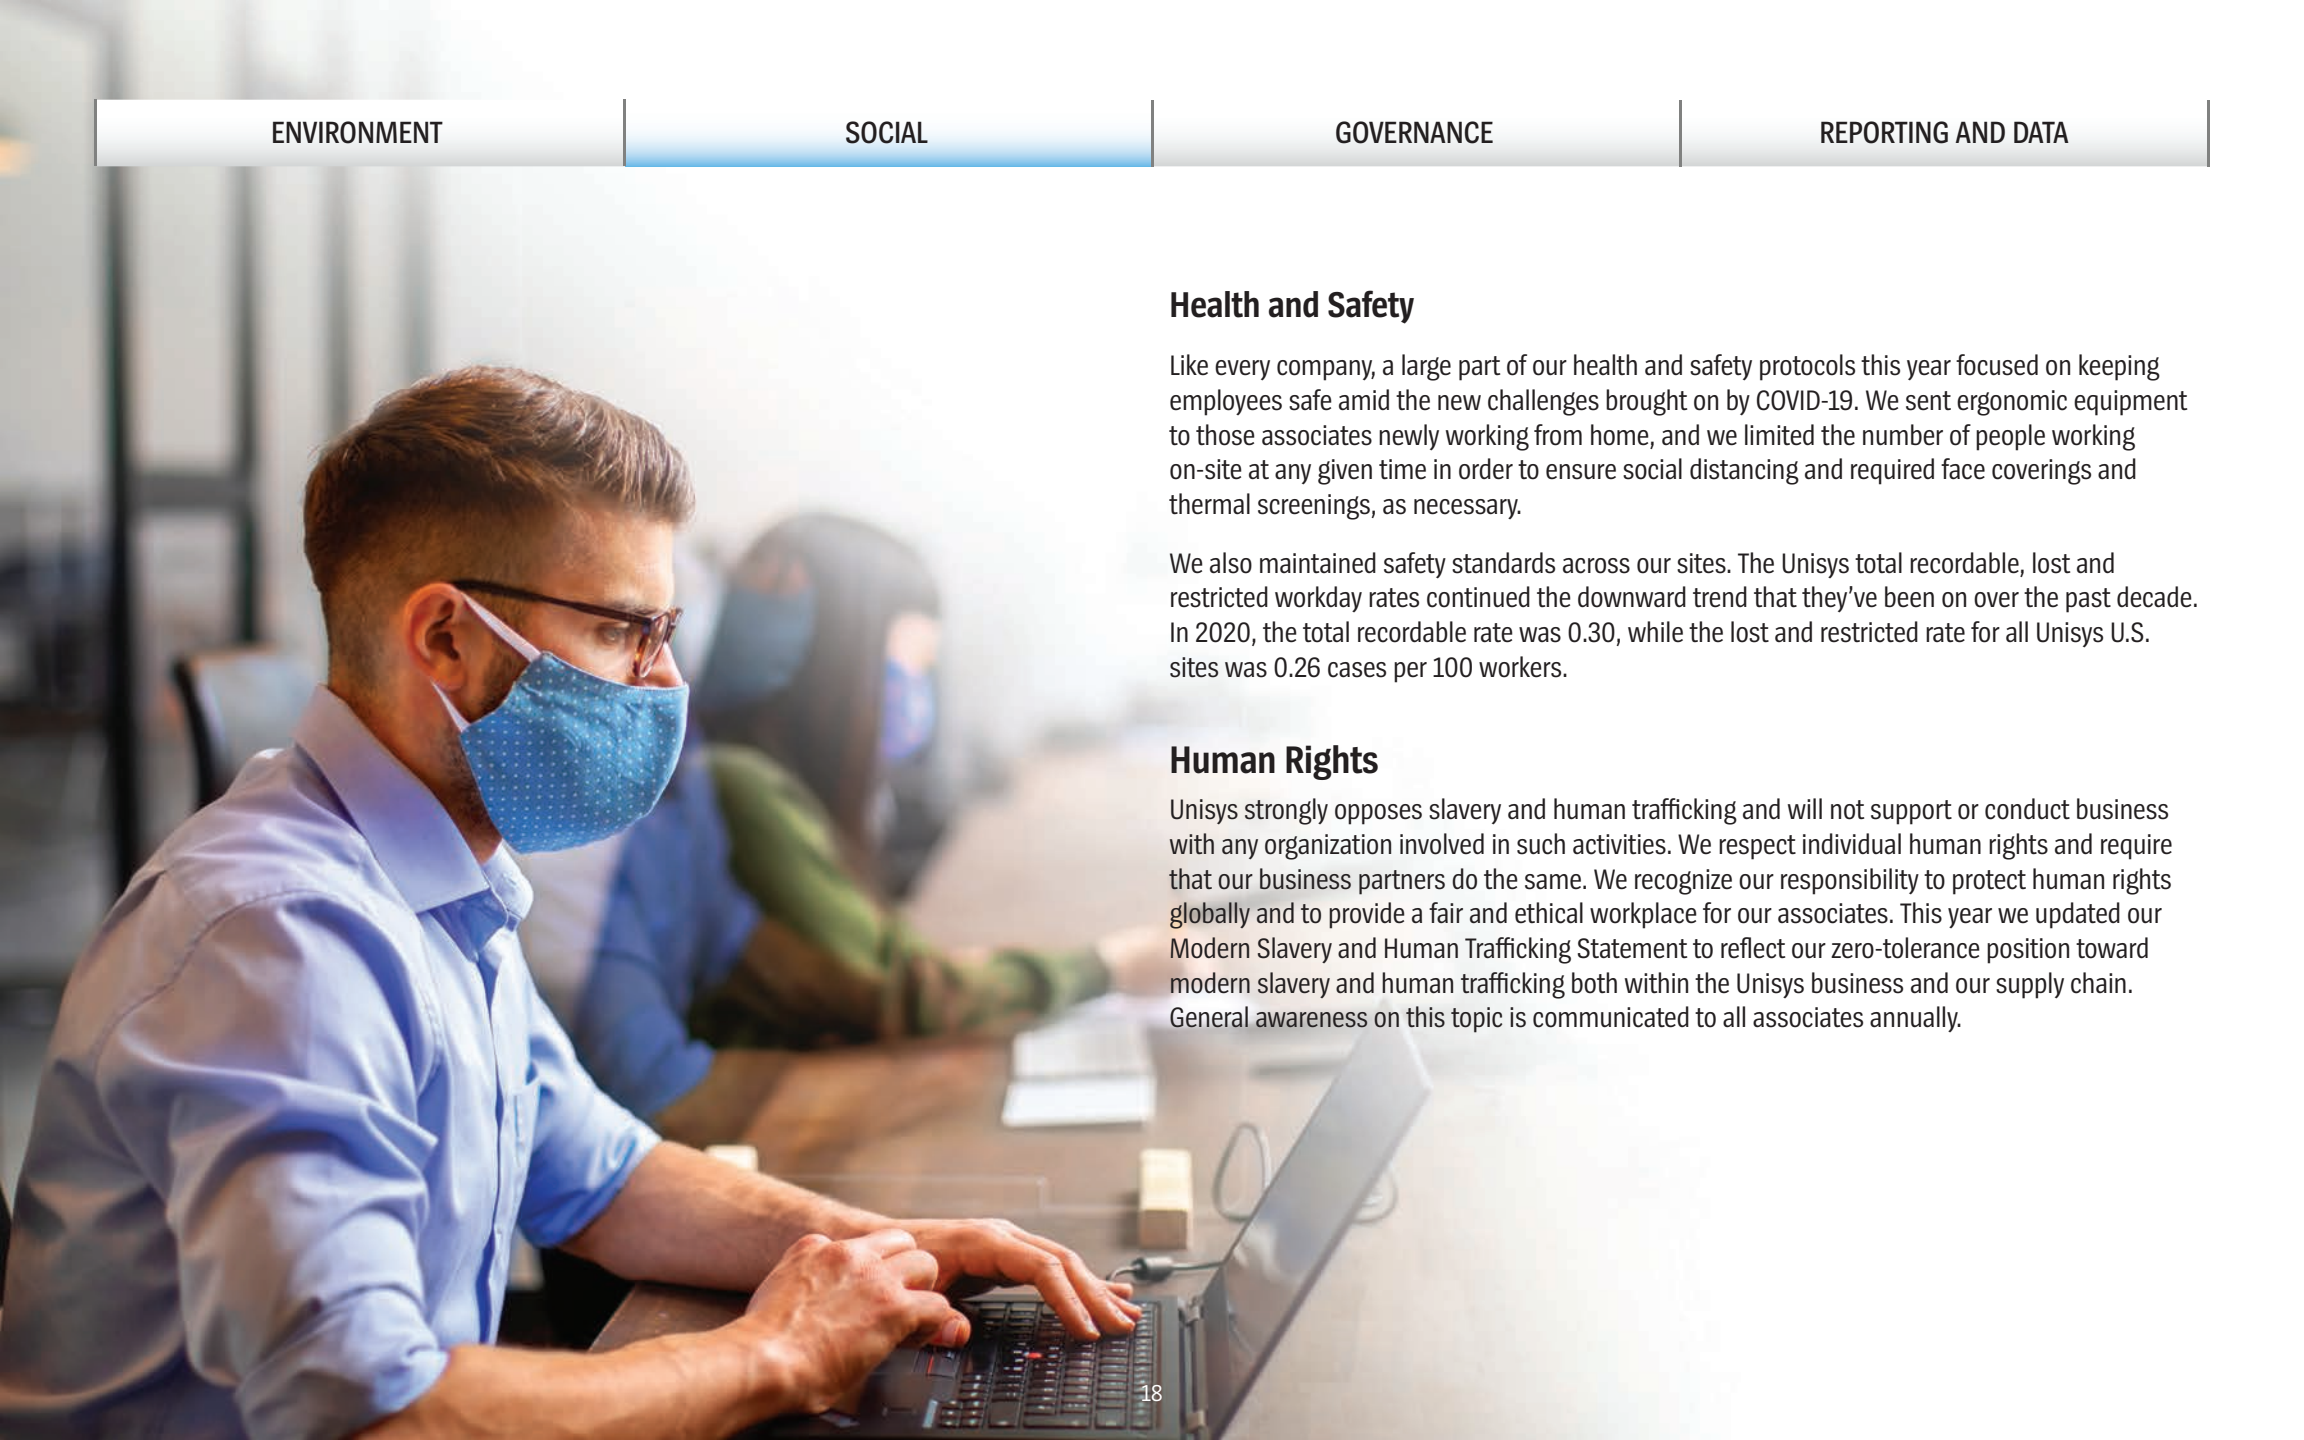 ENVIRONMENT
SOCIAL
GOVERNANCE
REPORTING AND DATA
Health and Safety
Like every company, a large part of our health and safety protocols this year focused on keeping
employees safe amid the new challenges brought on by COVID-19. We sent ergonomic equipment
to those associates newly working from home, and we limited the number of people working
on-site at any given time in order to ensure social distancing and required face coverings and
thermal screenings, as necessary.
We also maintained safety standards across our sites. The Unisys total recordable, lost and
restricted workday rates continued the downward trend that they’ve been on over the past decade.
In 2020, the total recordable rate was 0.30, while the lost and restricted rate for all Unisys U.S.
sites was 0.26 cases per 100 workers.
Human Rights
Unisys strongly opposes slavery and human trafficking and will not support or conduct business
with any organization involved in such activities. We respect individual human rights and require
that our business partners do the same. We recognize our responsibility to protect human rights
globally and to provide a fair and ethical workplace for our associates. This year we updated our
Modern Slavery and Human Trafficking Statement to reflect our zero-tolerance position toward
modern slavery and human trafficking both within the Unisys business and our supply chain.
General awareness on this topic is communicated to all associates annually.
18